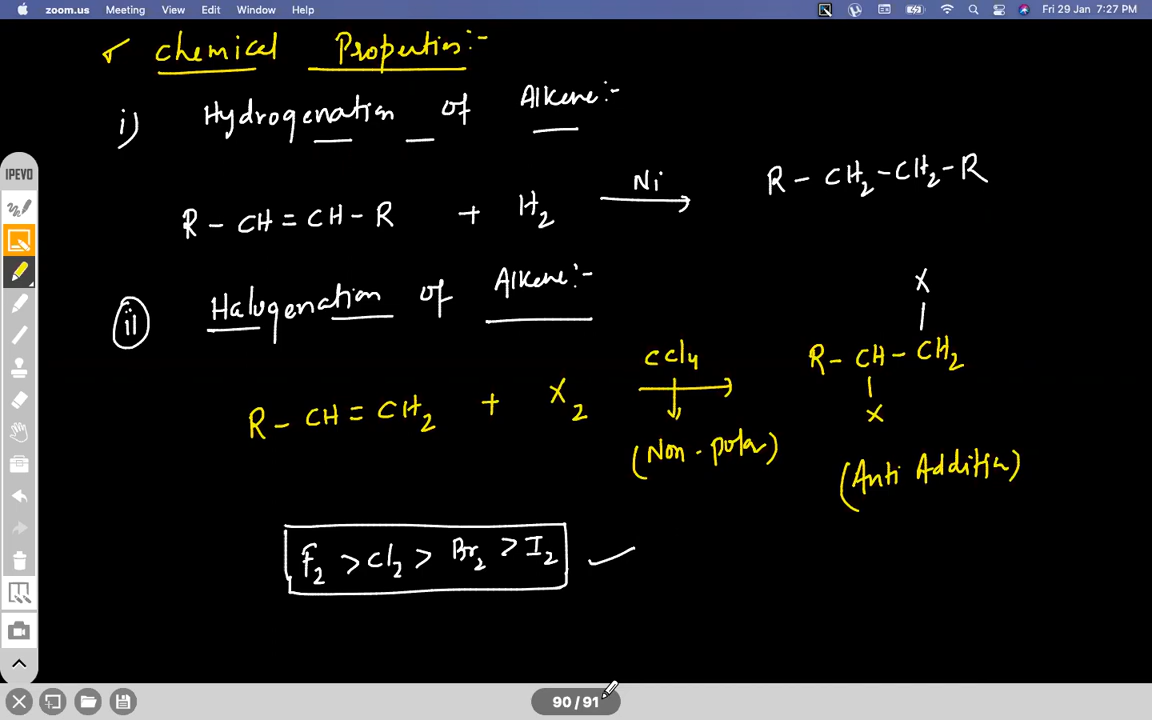 zoom.us Meeting View Edit Window Help Fri 29 Jan 7:27 PM
Chemical Properties:-
i) Hydrogenation of Alkene:-
IPEVO
R - CH = CH - R + H2 Ni R - CH2 - CH2 - R
ii) Halogenation of Alkene:-
X
R - CH = CH2 + X2 CCl4 R - CH - CH2
X
(Non-polar) (Anti Addition)
F2 > Cl2 > Br2 > I2
90 / 91